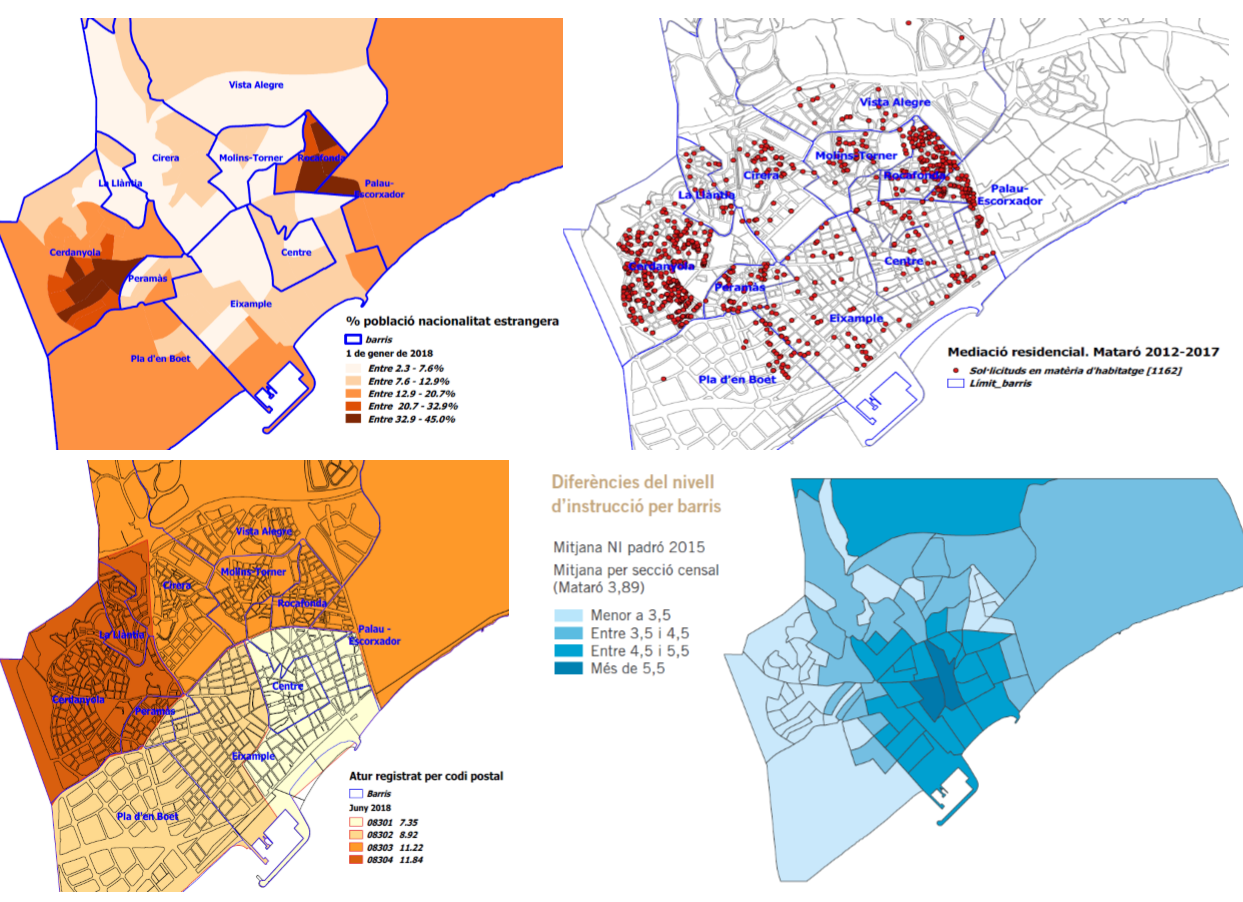 Vista Alegre
Cirera
Molins-Torner
Rocafonda
La Llàntia
Palau-
Escorxador
Cerdanyola
Centre
Peramàs
Eixample
Pla d'en Boet
% població nacionalitat estrangera
barris
1 de gener de 2018
Entre 2.3 - 7.6%
Entre 7.6 - 12.9%
Entre 12.9 - 20.7%
Entre 20.7 - 32.9%
Entre 32.9 - 45.0%
Vista Alegre
Molins-Torner
Cirera
Rocafonda
La Llàntia
Palau-
Escorxador
Cerdanyola
Centre
Peramàs
Eixample
Pla d'en Boet
Mediació residencial. Mataró 2012-2017
Sol·licituds en matèria d'habitatge [1162]
Límit_barris
Vista Alegre
Molins-Torner
Cirera
Rocafonda
La Llàntia
Palau -
Escorxador
Centre
Cerdanyola
Peramàs
Eixample
Pla d'en Boet
Atur registrat per codi postal
Barris
Juny 2018
08301 7.35
08302 8.92
08303 11.22
08304 11.84
Diferències del nivell
d'instrucció per barris
Mitjana NI padró 2015
Mitjana per secció censal
(Mataró 3,89)
Menor a 3,5
Entre 3,5 i 4,5
Entre 4,5 i 5,5
Més de 5,5